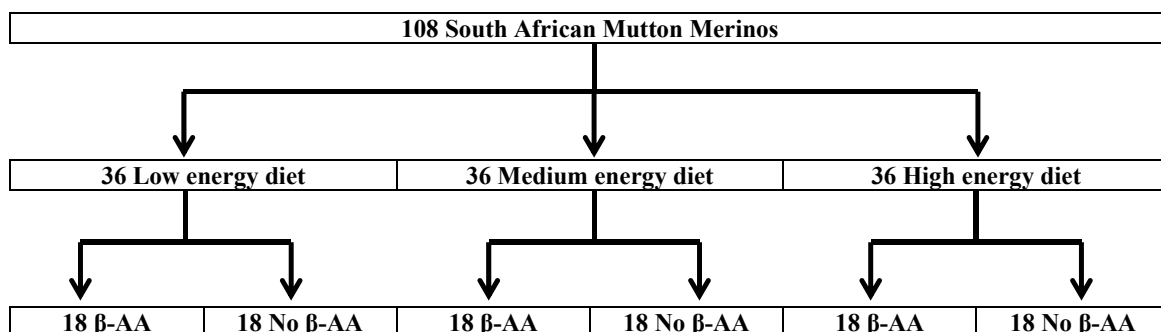 108 South African Mutton Merinos
36 Low energy diet 36 Medium energy diet 36 High energy diet
18 β-AA 18 No β-AA 18 β-AA 18 No β-AA 18 β-AA 18 No β-AA